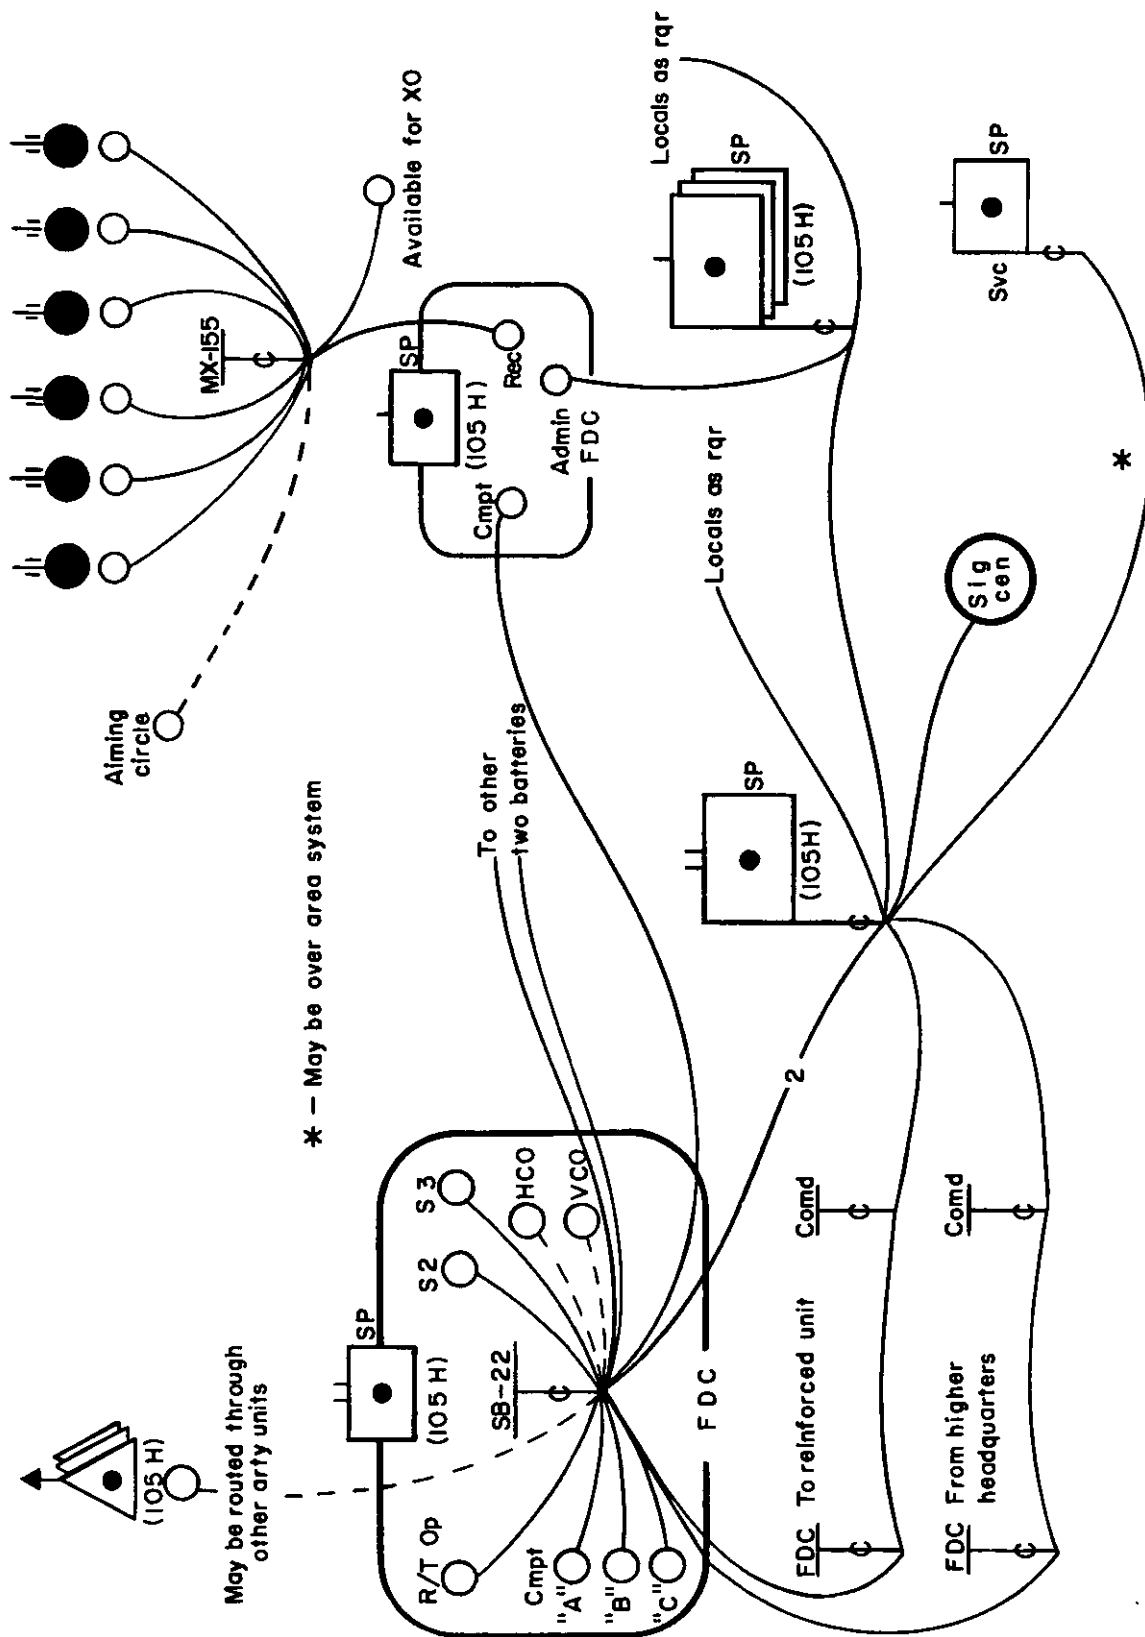 May be routed through
other arty units
(105 H)
SP
(105 H)
R/T Op
S2
S3
HCO
VCO
SB-22
C
Cmpt
"A"
"B"
"C"
FDC
* — May be over area system
Aiming
circle
MX-155
C
Available for XO
SP
(105 H)
Cmpt
Rec
Admin
FDC
To other
two batteries
Locals as rqr
SP
(105 H)
C
Locals as rqr
SP
(105H)
C
2
Sig
cen
SP
Svc
C
*
FDC
C
To reinforced unit
Comd
C
FDC
C
From higher
headquarters
Comd
C